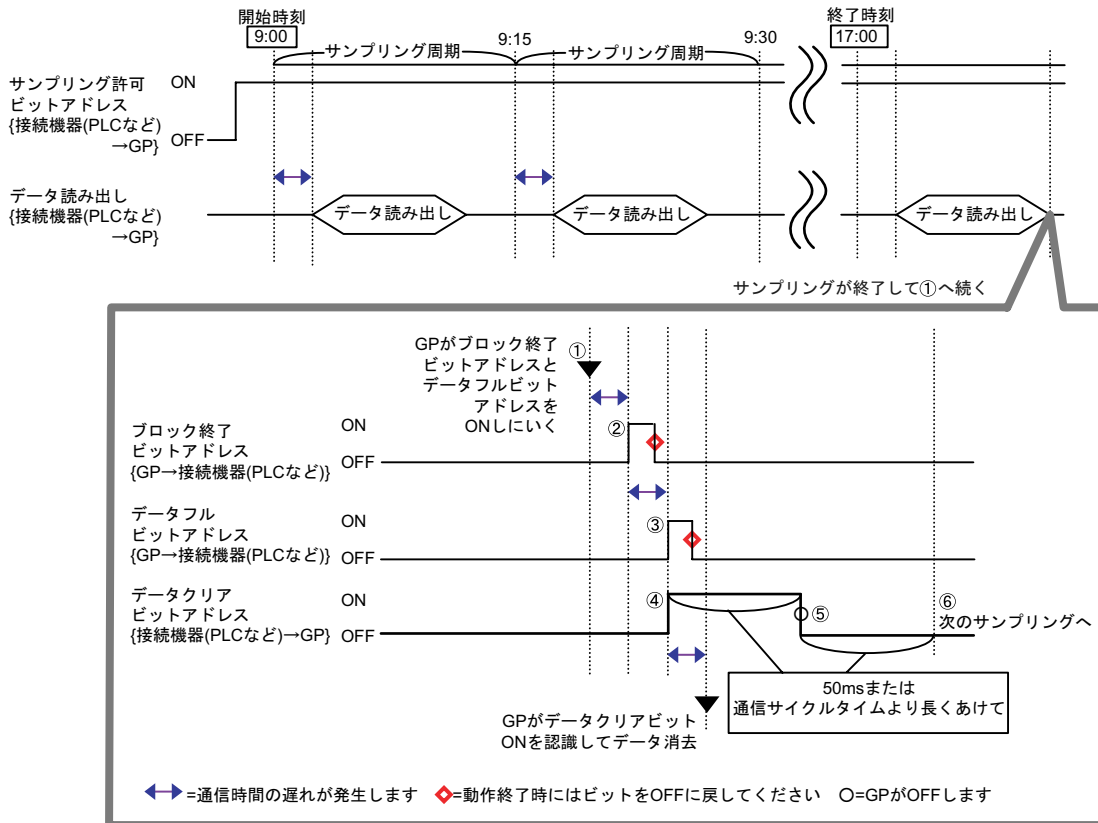 開始時刻
9:00
サンプリング周期
9:15
サンプリング周期
9:30
終了時刻
17:00
サンプリング許可
ビットアドレス
{接続機器(PLCなど)
→GP}
ON
OFF
データ読み出し
{接続機器(PLCなど)
→GP}
データ読み出し
データ読み出し
データ読み出し
サンプリングが終了して①へ続く
GPがブロック終了
ビットアドレスと
データフルビット
アドレスを
ONしにいく
①
ブロック終了
ビットアドレス
{GP→接続機器(PLCなど)}
ON
OFF
②
データフル
ビットアドレス
{GP→接続機器(PLCなど)}
ON
OFF
③
データクリア
ビットアドレス
{接続機器(PLCなど)→GP}
ON
OFF
④
⑤
⑥
次のサンプリングへ
50msまたは
通信サイクルタイムより長くあけて
GPがデータクリアビット
ONを認識してデータ消去
=通信時間の遅れが発生します
=動作終了時にはビットをOFFに戻してください
=GPがOFFします